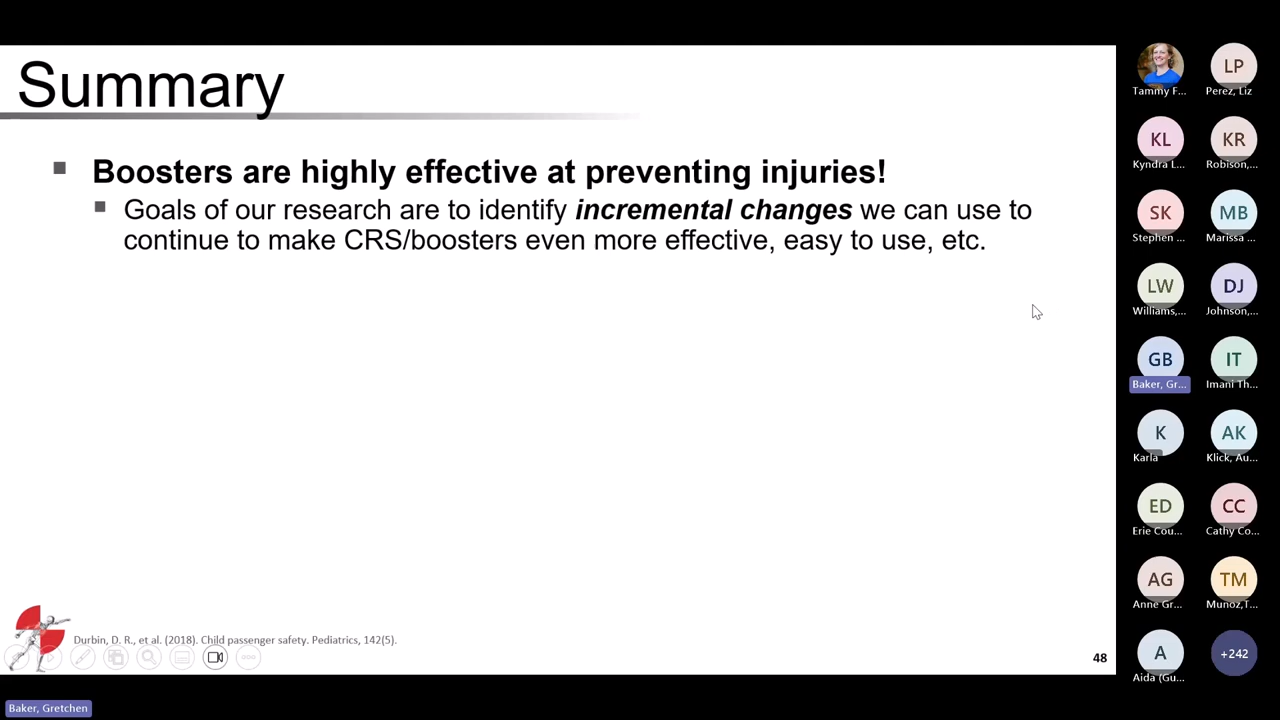 Summary
Boosters are highly effective at preventing injuries!
Goals of our research are to identify incremental changes we can use to
continue to make CRS/boosters even more effective, easy to use, etc.
Durbin, D. R., et al. (2018). Child passenger safety. Pediatrics, 142(5).
48
Baker, Gretchen
Tammy F...
LP
Perez, Liz
KL
Kyndra L...
KR
Robison,...
SK
Stephen ...
MB
Marissa ...
LW
Williams,...
DJ
Johnson,...
GB
Baker, Gr...
IT
Imani Th...
K
Karla
AK
Klick, Au...
ED
Erie Cou...
CC
Cathy Co...
AG
Anne Gr...
TM
Munoz,T...
A
Aida (Gu...
+242